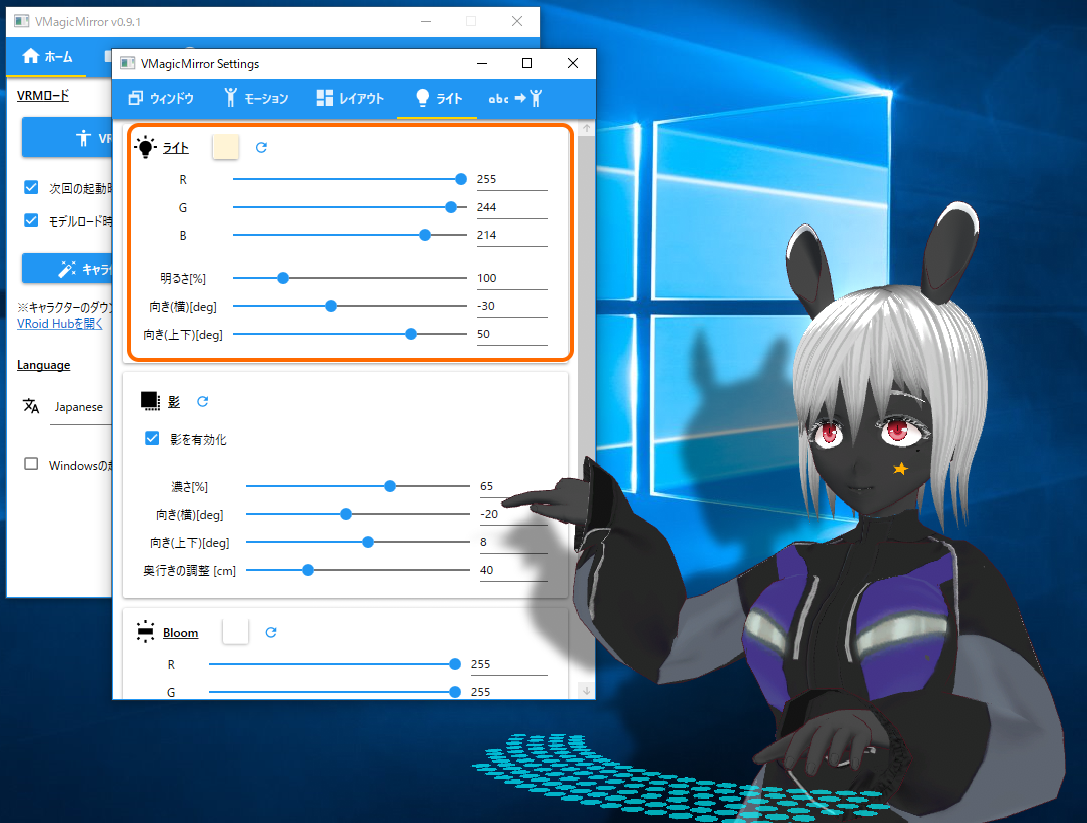 VMagicMirror v0.9.1
ホーム
VRMロード
VR
次回の起動時
モデルロード時
キャラク
※キャラクターのダウン
VRoid Hubを開く
Language
Japanese
Windowsの起
VMagicMirror Settings
ウィンドウ モーション レイアウト ライト abc
ライト
R 255
G 244
B 214
明るさ[%] 100
向き(横)[deg] -30
向き(上下)[deg] 50
影
影を有効化
濃さ[%] 65
向き(横)[deg] -20
向き(上下)[deg] 8
奥行きの調整 [cm] 40
Bloom
R 255
G 255